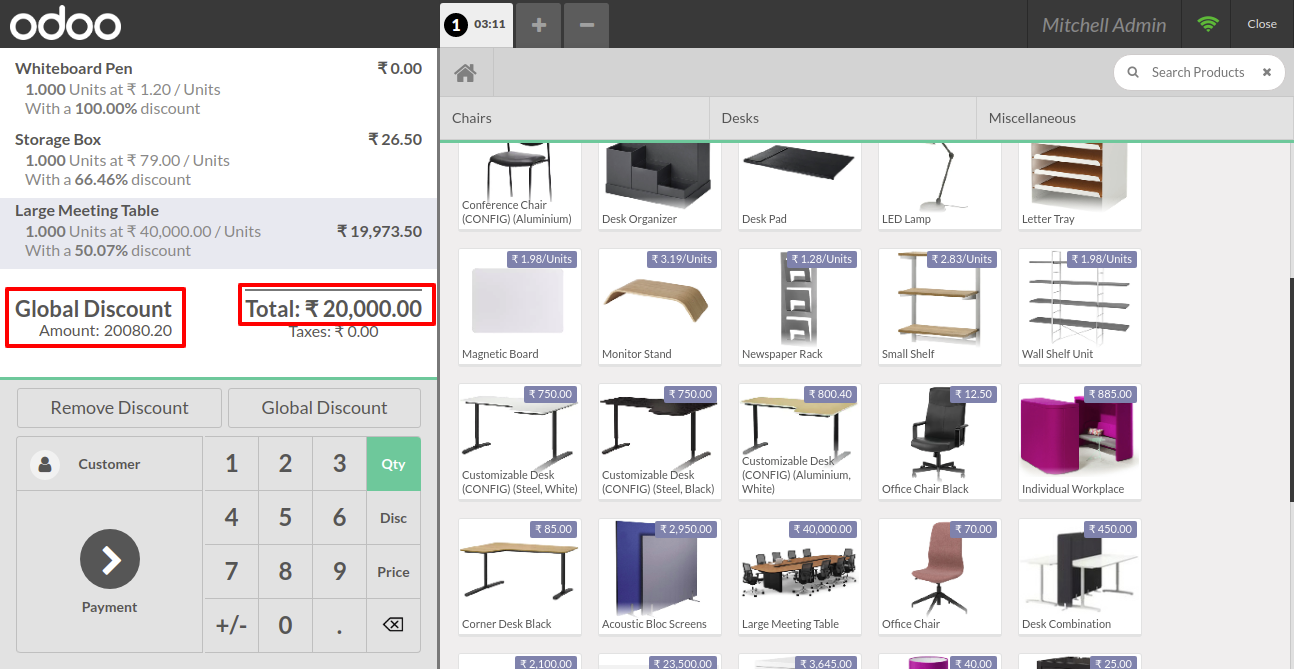 odoo
1 03:11 + −
Mitchell Admin
Close
Whiteboard Pen ₹ 0.00
1.000 Units at ₹ 1.20 / Units
With a 100.00% discount
Storage Box ₹ 26.50
1.000 Units at ₹ 79.00 / Units
With a 66.46% discount
Large Meeting Table
1.000 Units at ₹ 40,000.00 / Units ₹ 19,973.50
With a 50.07% discount
Global Discount Total: ₹ 20,000.00
Amount: 20080.20 Taxes: ₹ 0.00
Remove Discount Global Discount
Customer 1 2 3 Qty
4 5 6 Disc
7 8 9 Price
Payment
+/- 0 .
Search Products
Chairs Desks Miscellaneous
Conference Chair
(CONFIG) (Aluminium) Desk Organizer Desk Pad LED Lamp Letter Tray
₹ 1.98/Units ₹ 3.19/Units ₹ 1.28/Units ₹ 2.83/Units ₹ 1.98/Units
Magnetic Board Monitor Stand Newspaper Rack Small Shelf Wall Shelf Unit
₹ 750.00 ₹ 750.00 ₹ 800.40 ₹ 12.50 ₹ 885.00
Customizable Desk
(CONFIG) (Steel, White)
Customizable Desk
(CONFIG) (Steel, Black)
Customizable Desk
(CONFIG) (Aluminium,
White)
Office Chair Black Individual Workplace
₹ 85.00 ₹ 2,950.00 ₹ 40,000.00 ₹ 70.00 ₹ 450.00
Corner Desk Black Acoustic Bloc Screens Large Meeting Table Office Chair Desk Combination
₹ 2,100.00 ₹ 23,500.00 ₹ 3,645.00 ₹ 40.00 ₹ 25.00